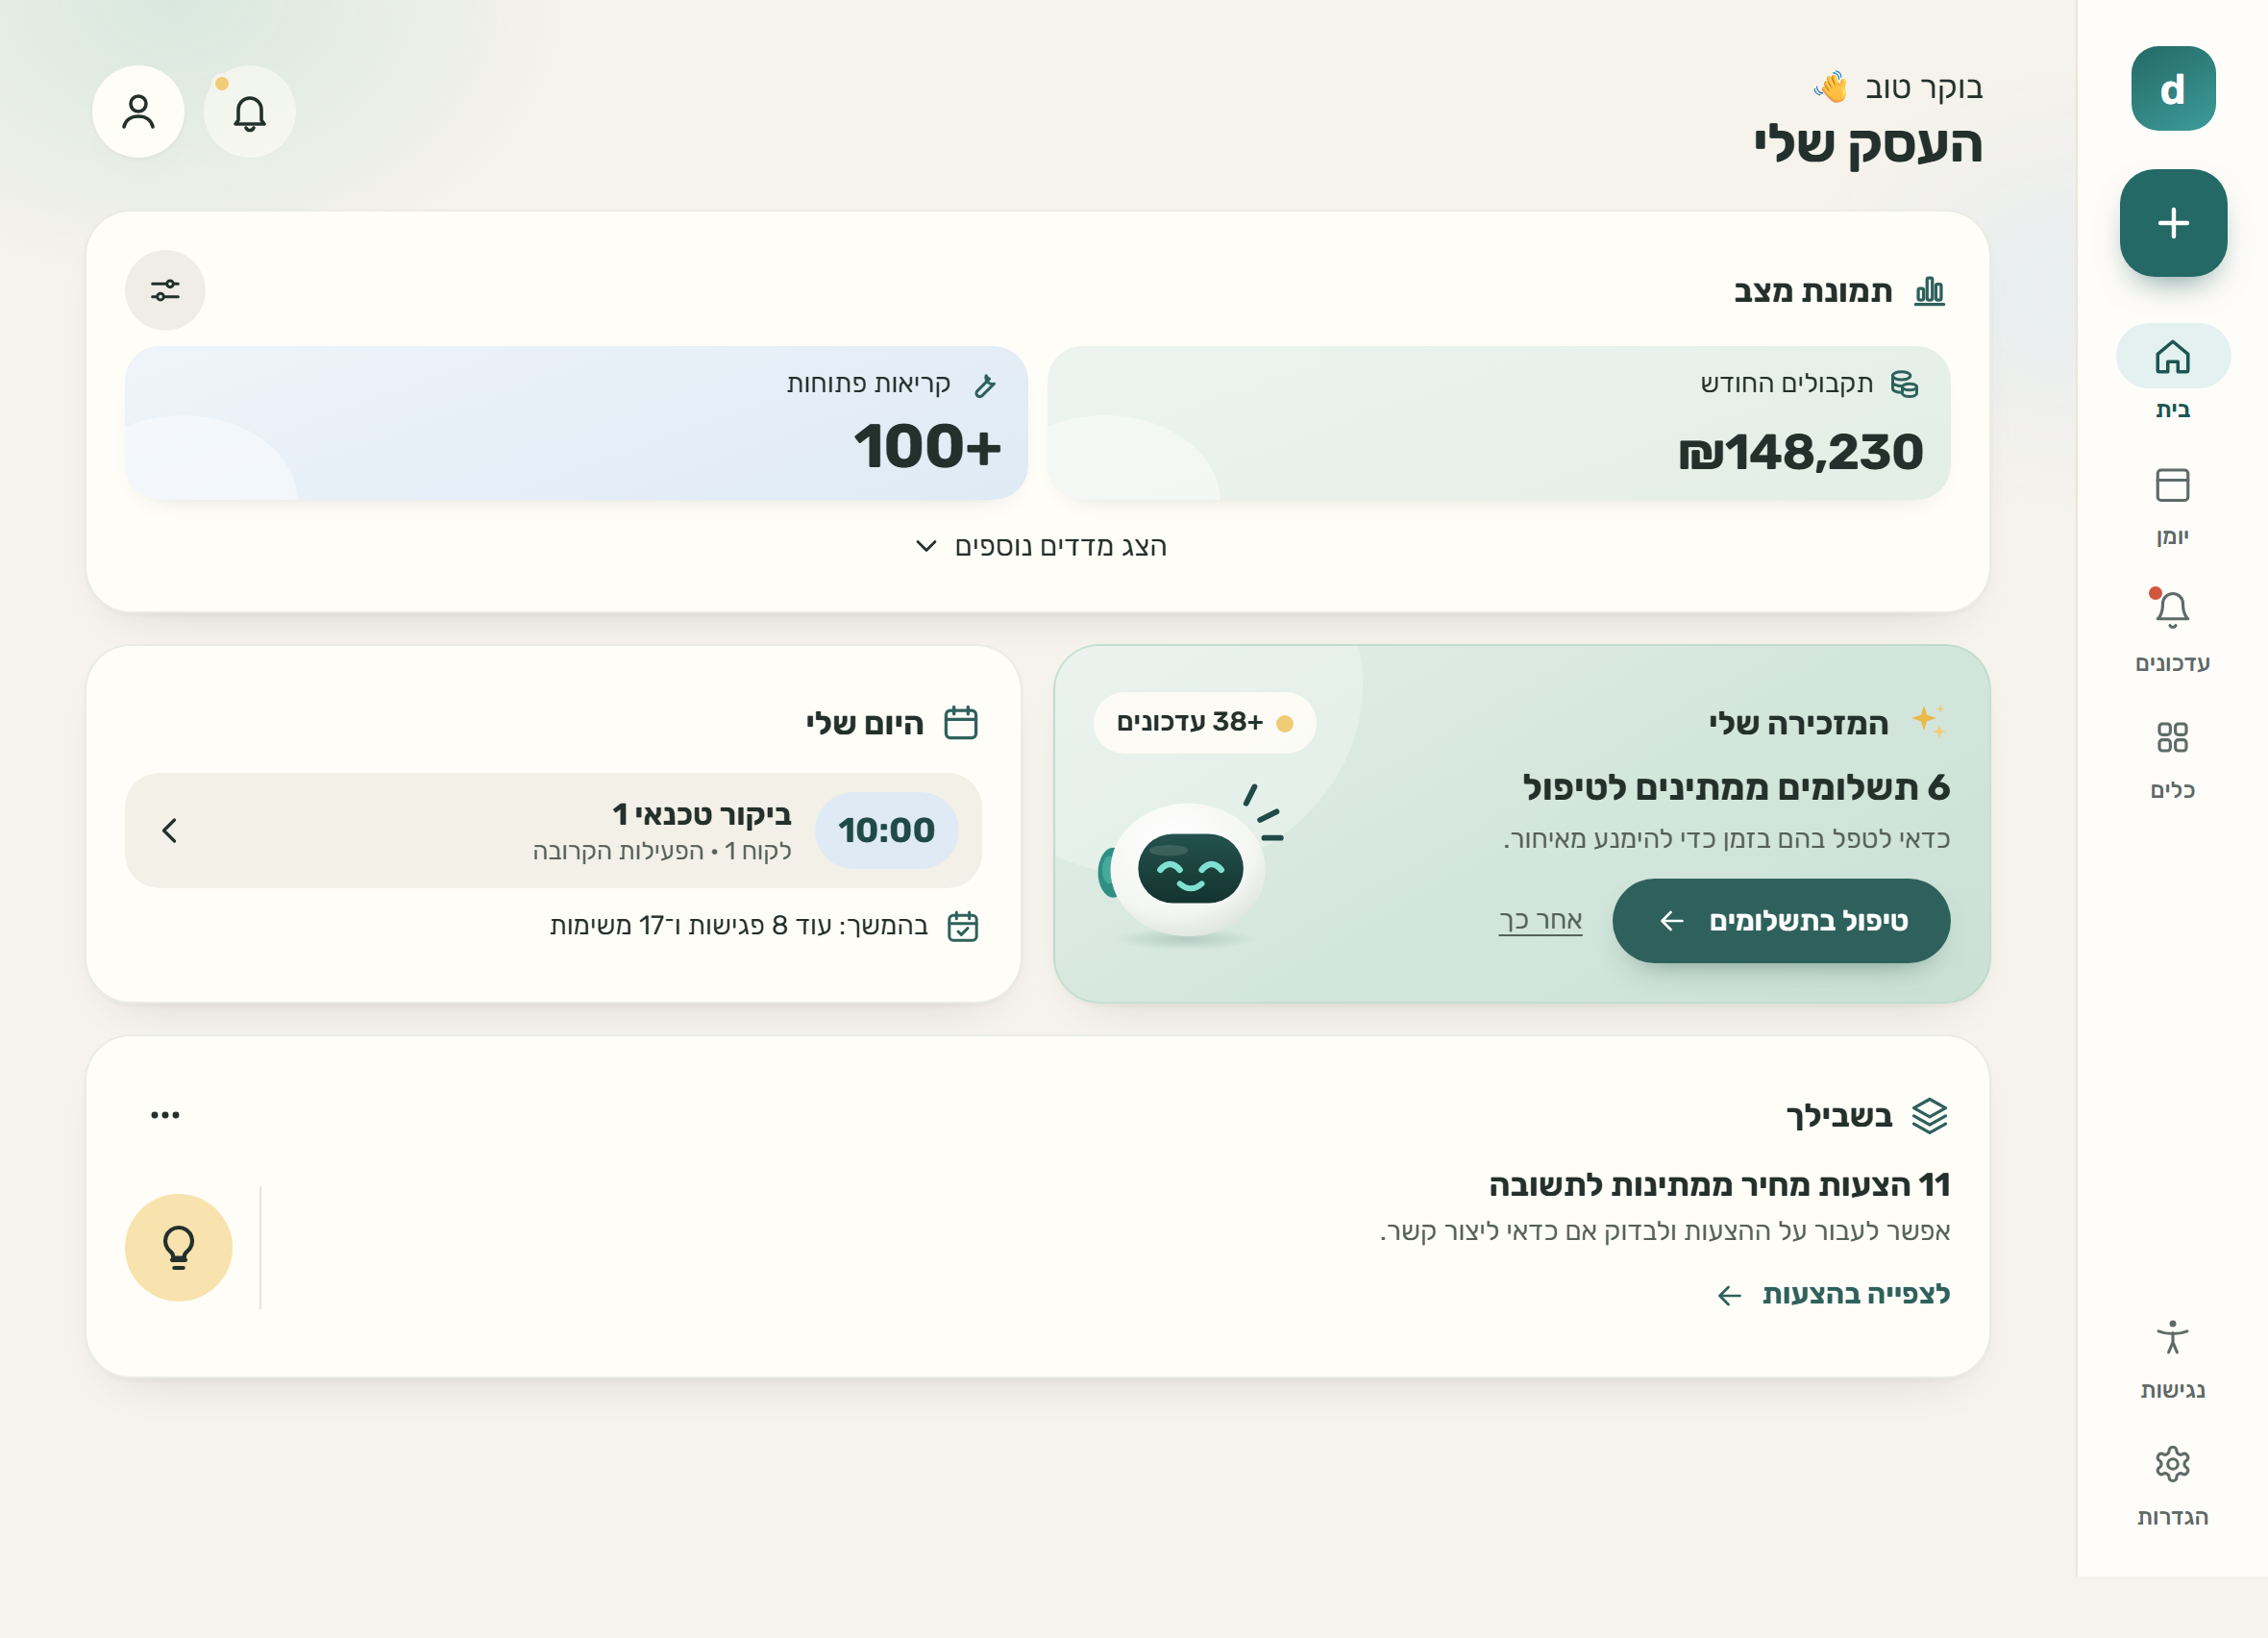 d
בית
יומן
עדכונים
כלים
נגישות
הגדרות
בוקר טוב 👋
העסק שלי
תמונת מצב
תקבולים החודש
₪148,230
קריאות פתוחות
100+
הצג מדדים נוספים
המזכירה שלי
38+ עדכונים
6 תשלומים ממתינים לטיפול
כדאי לטפל בהם בזמן כדי להימנע מאיחור.
טיפול בתשלומים
אחר כך
היום שלי
10:00
ביקור טכנאי 1
לקוח 1 • הפעילות הקרובה
בהמשך: עוד 8 פגישות ו־17 משימות
בשבילך
11 הצעות מחיר ממתינות לתשובה
אפשר לעבור על ההצעות ולבדוק אם כדאי ליצור קשר.
לצפייה בהצעות